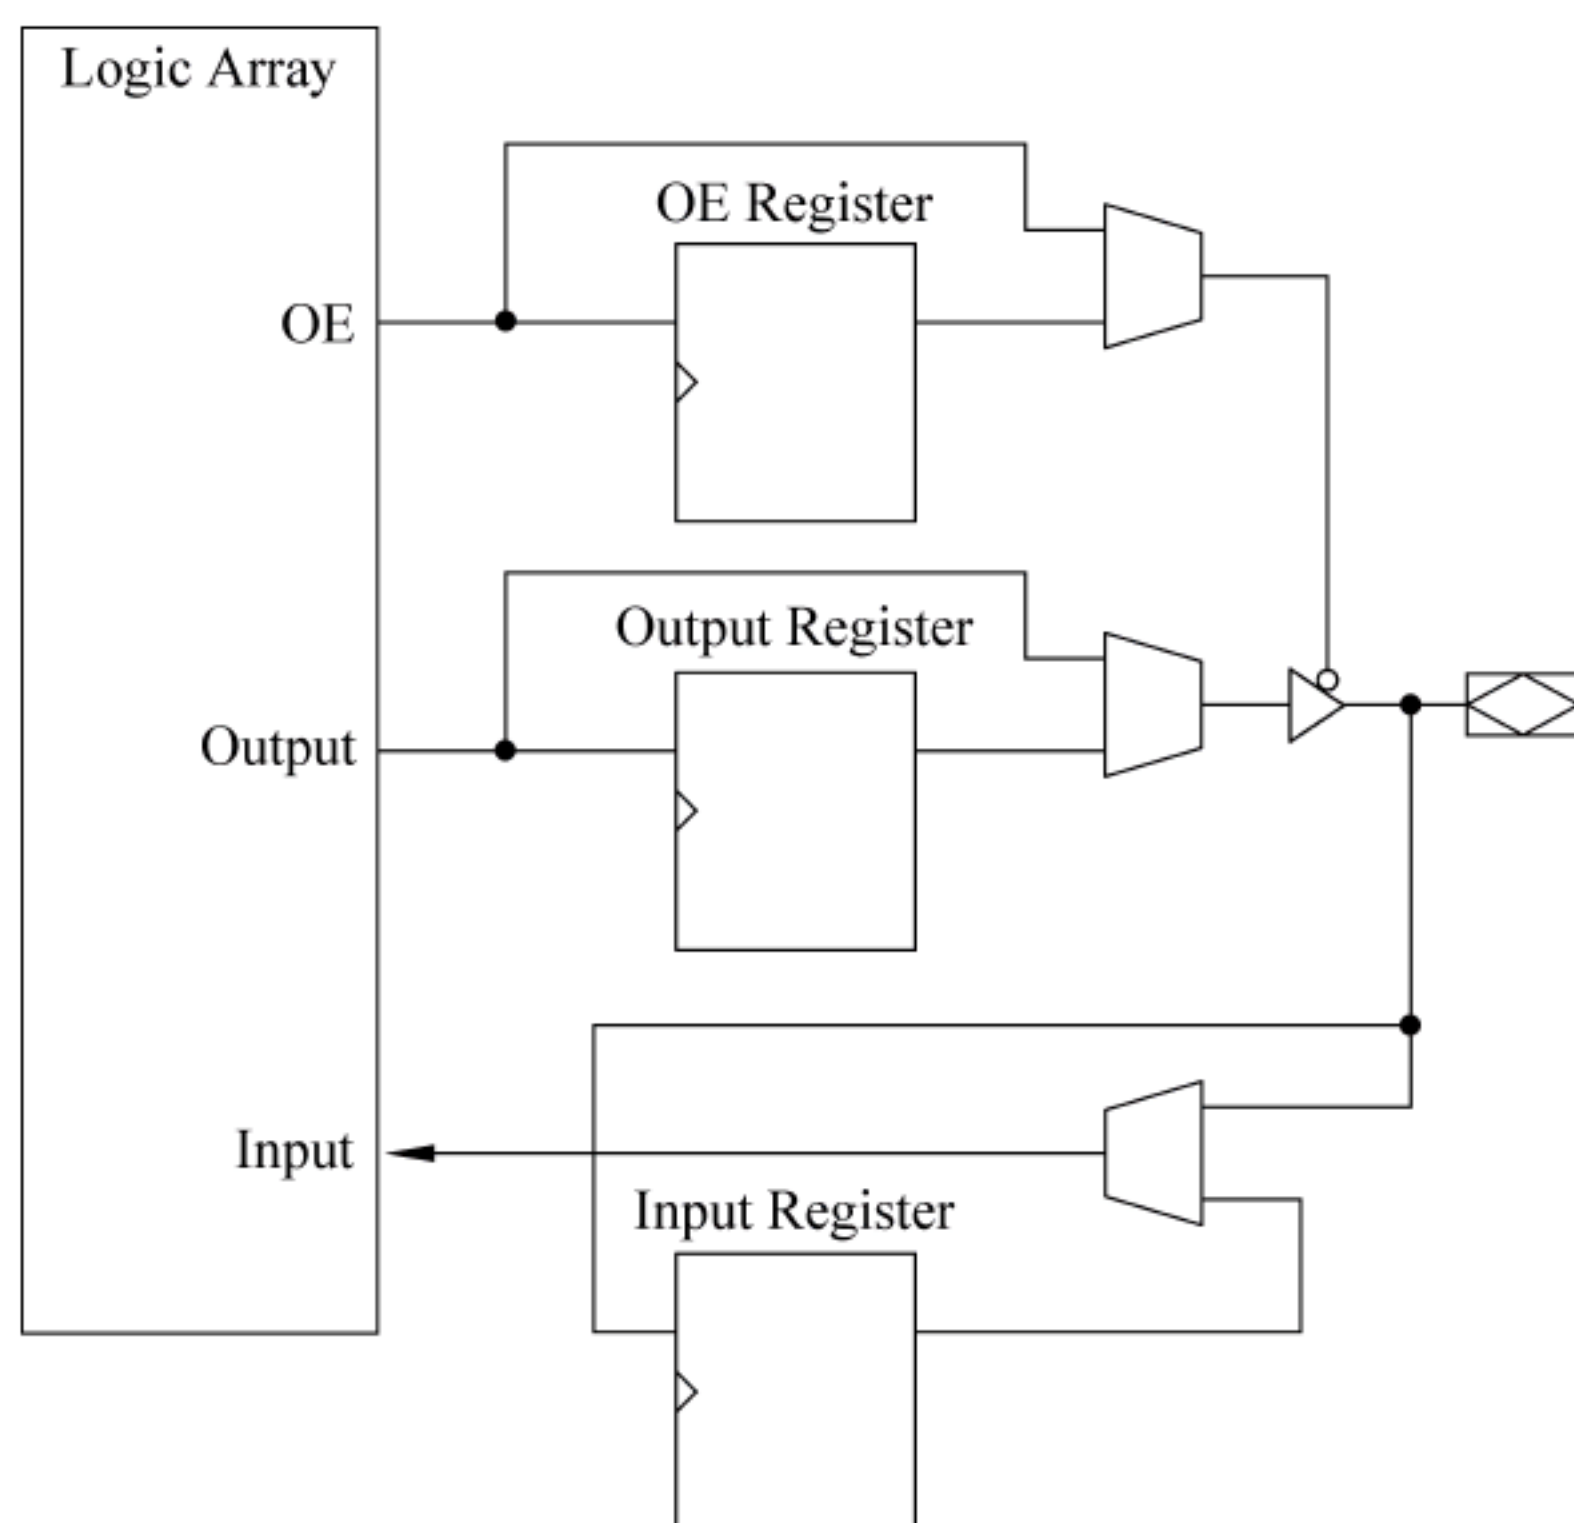 Logic Array
OE Register
OE
Output Register
Output
Input
Input Register